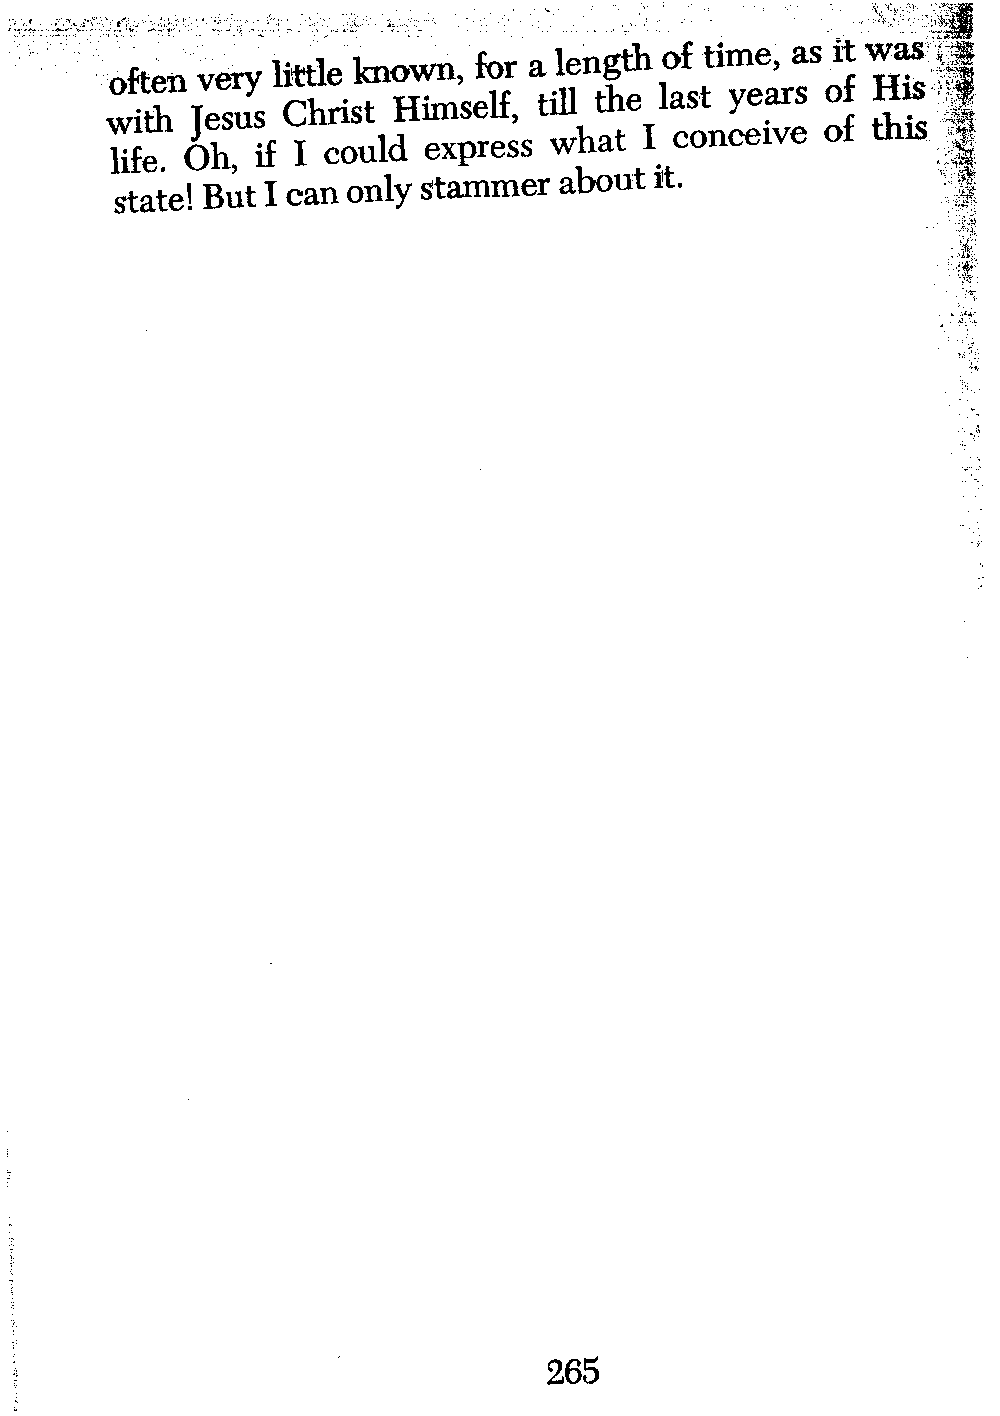 often very little known, for a length of time, as it was
with Jesus Christ Himself, till the last years of His
life. Oh, if I could express what I conceive of this
state! But I can only stammer about it.
265